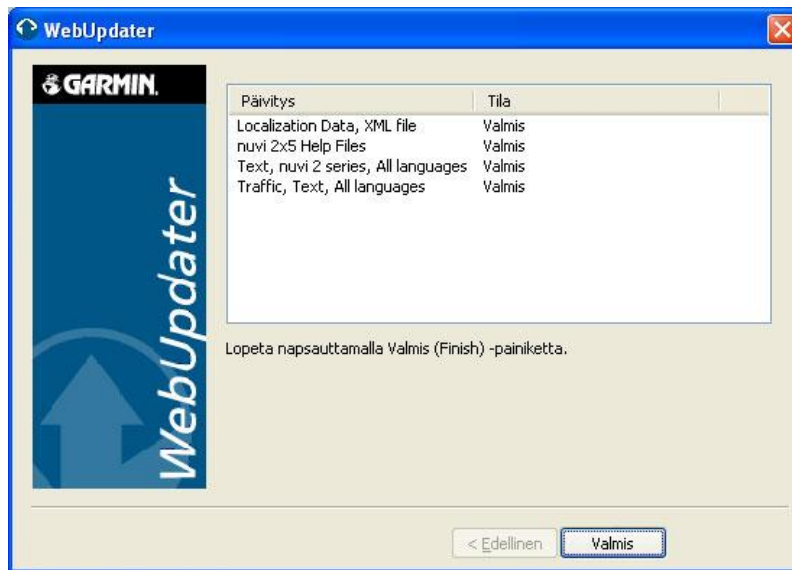 WebUpdater
GARMIN.
WebUpdater
Päivitys Tila
Localization Data, XML file Valmis
nuvi 2x5 Help Files Valmis
Text, nuvi 2 series, All languages Valmis
Traffic, Text, All languages Valmis
Lopeta napsauttamalla Valmis (Finish) -painiketta.
< Edellinen Valmis